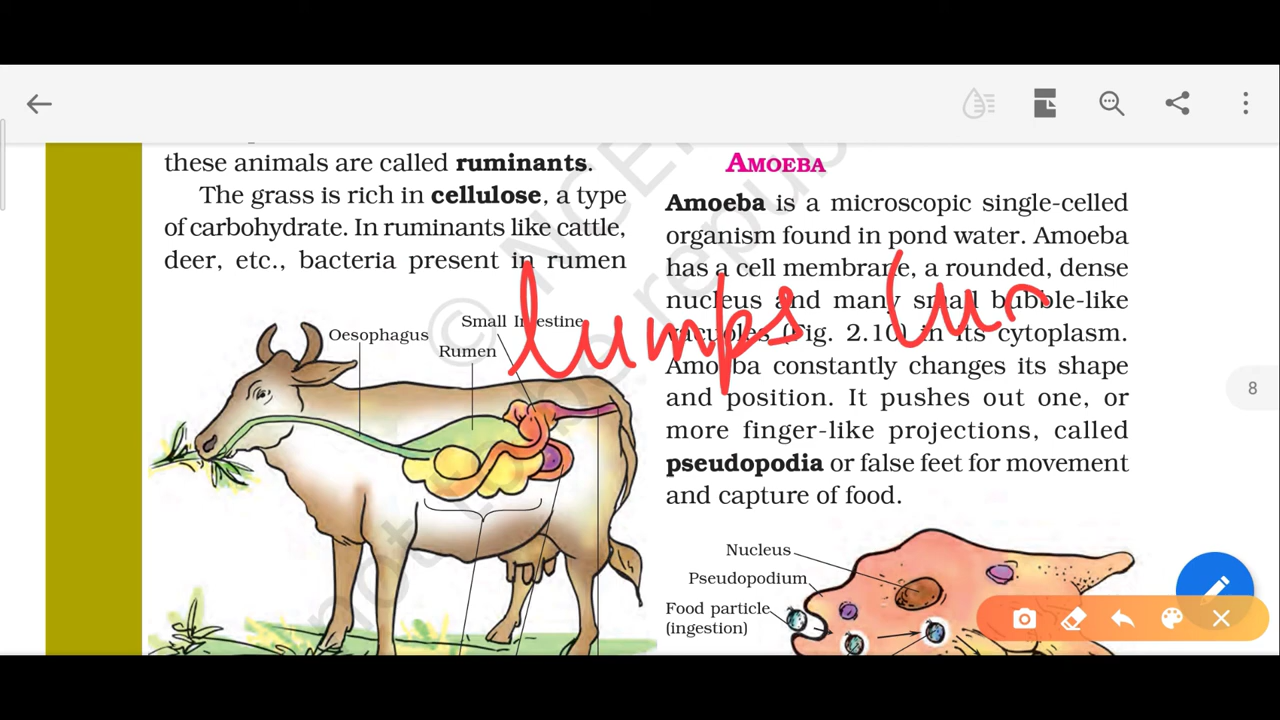 these animals are called ruminants.
The grass is rich in cellulose, a type
of carbohydrate. In ruminants like cattle,
deer, etc., bacteria present in rumen
Oesophagus
Small Intestine
Rumen
AMOEBA
Amoeba is a microscopic single-celled
organism found in pond water. Amoeba
has a cell membrane, a rounded, dense
nucleus and many small bubble-like
vacuoles (Fig. 2.10) in its cytoplasm.
Amoeba constantly changes its shape
and position. It pushes out one, or
more finger-like projections, called
pseudopodia or false feet for movement
and capture of food.
Nucleus
Pseudopodium
Food particle
(ingestion)
lumps
8